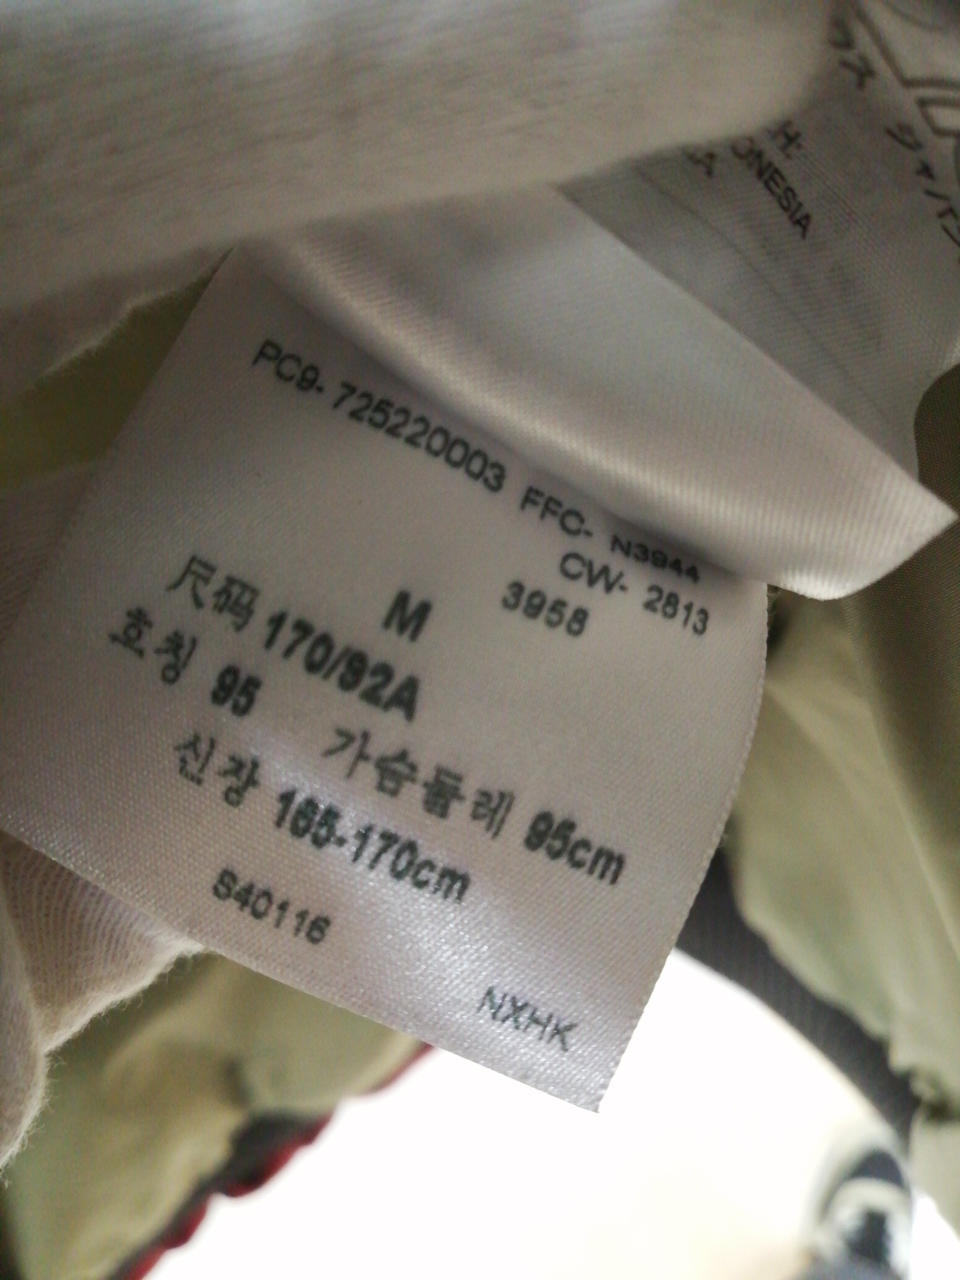 PC9- 725220003 FFC- N3944
CW- 2813
M 3958
尺码 170/92A
호칭 95 가슴둘레 95cm
신장 165-170cm
S40116
NXHK
H:
ONESIA